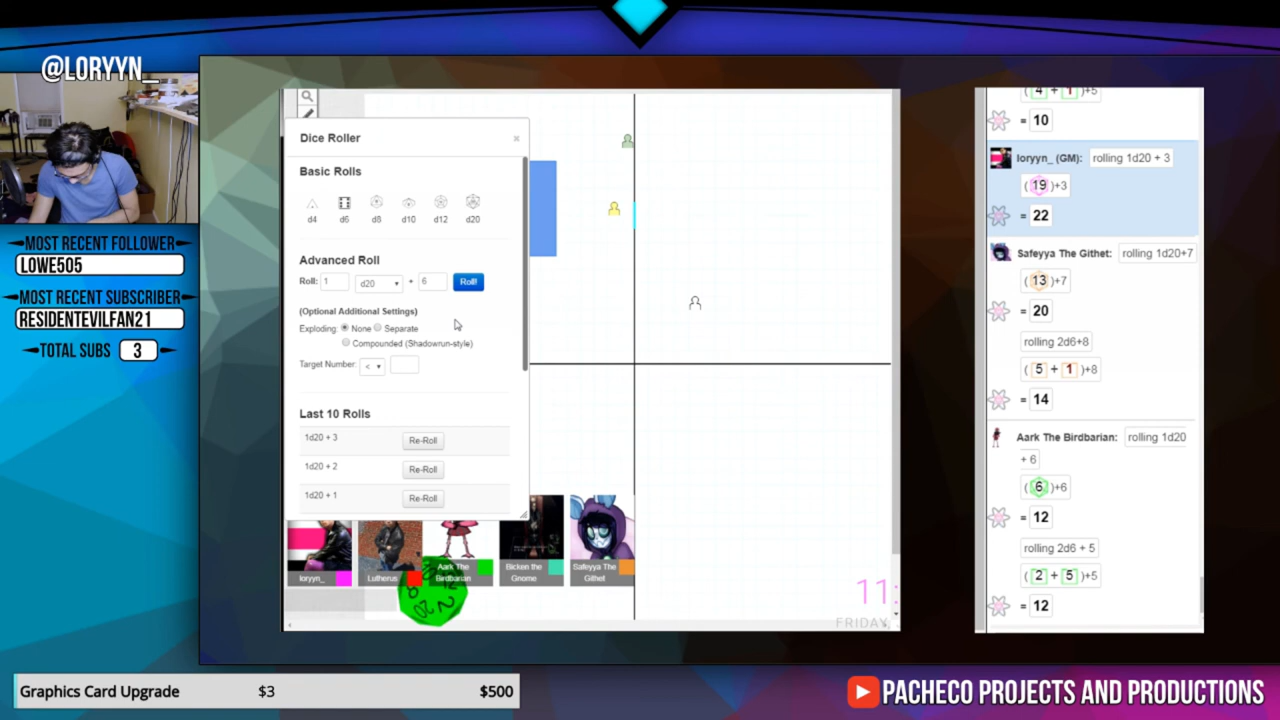 @LORYYN_
MOST RECENT FOLLOWER
LOWE505
MOST RECENT SUBSCRIBER
RESIDENTEVILFAN21
TOTAL SUBS 3
Dice Roller ×
Basic Rolls
d4 d6 d8 d10 d12 d20
Advanced Roll
Roll: 1 d20 + 6 Roll!
(Optional Additional Settings)
Exploding: None Separate
Compounded (Shadowrun-style)
Target Number: <
Last 10 Rolls
1d20 + 3 Re-Roll
1d20 + 2 Re-Roll
1d20 + 1 Re-Roll
loryyn_
Lutherus
Aark The
Birdbarian
Bicken the
Gnome
Safeyya The
Githet
20
11:
FRIDAY,
(4 + 1)+5
= 10
loryyn_ (GM): rolling 1d20 + 3
(19)+3
= 22
Safeyya The Githet: rolling 1d20+7
(13)+7
= 20
rolling 2d6+8
(5 + 1)+8
= 14
Aark The Birdbarian: rolling 1d20
+ 6
(6)+6
= 12
rolling 2d6 + 5
(2 + 5)+5
= 12
Graphics Card Upgrade $3 $500
PACHECO PROJECTS AND PRODUCTIONS